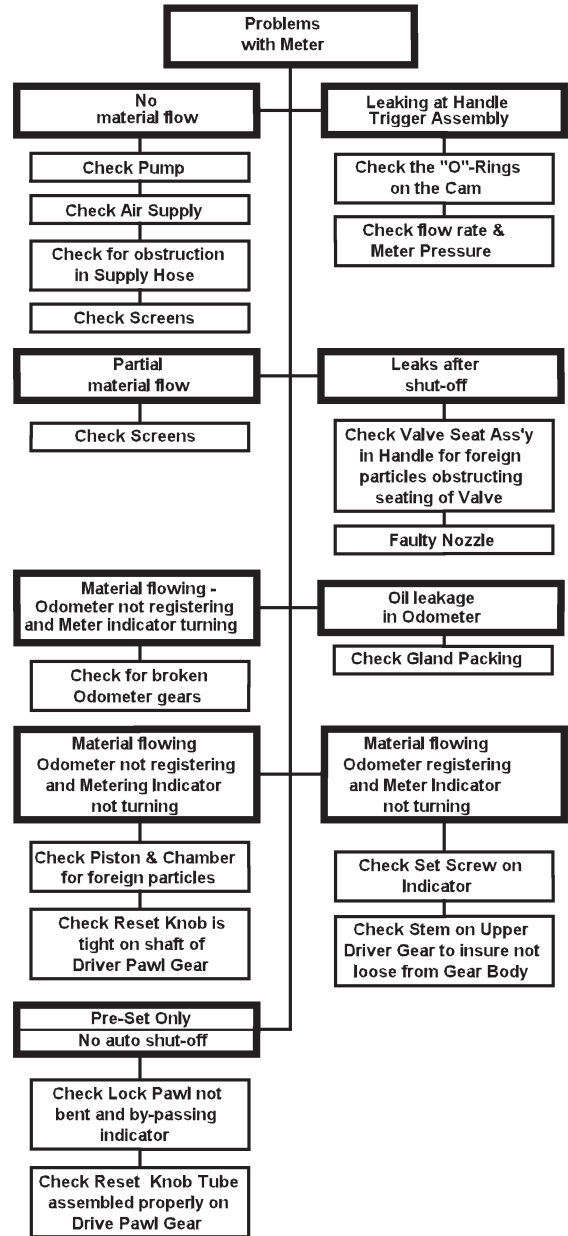 Problems
with Meter
No
material flow
Check Pump
Check Air Supply
Check for obstruction
in Supply Hose
Check Screens
Leaking at Handle
Trigger Assembly
Check the "O"-Rings
on the Cam
Check flow rate &
Meter Pressure
Partial
material flow
Check Screens
Leaks after
shut-off
Check Valve Seat Ass'y
in Handle for foreign
particles obstructing
seating of Valve
Faulty Nozzle
Material flowing -
Odometer not registering
and Meter indicator turning
Check for broken
Odometer gears
Oil leakage
in Odometer
Check Gland Packing
Material flowing
Odometer not registering
and Metering Indicator
not turning
Check Piston & Chamber
for foreign particles
Check Reset Knob is
tight on shaft of
Driver Pawl Gear
Material flowing
Odometer registering
and Meter Indicator
not turning
Check Set Screw on
Indicator
Check Stem on Upper
Driver Gear to insure not
loose from Gear Body
Pre-Set Only
No auto shut-off
Check Lock Pawl not
bent and by-passing
indicator
Check Reset Knob Tube
assembled properly on
Drive Pawl Gear